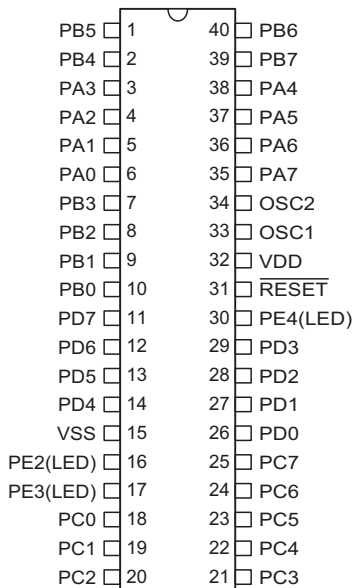 PB5 1 40 PB6
PB4 2 39 PB7
PA3 3 38 PA4
PA2 4 37 PA5
PA1 5 36 PA6
PA0 6 35 PA7
PB3 7 34 OSC2
PB2 8 33 OSC1
PB1 9 32 VDD
PB0 10 31 RESET
PD7 11 30 PE4(LED)
PD6 12 29 PD3
PD5 13 28 PD2
PD4 14 27 PD1
VSS 15 26 PD0
PE2(LED) 16 25 PC7
PE3(LED) 17 24 PC6
PC0 18 23 PC5
PC1 19 22 PC4
PC2 20 21 PC3